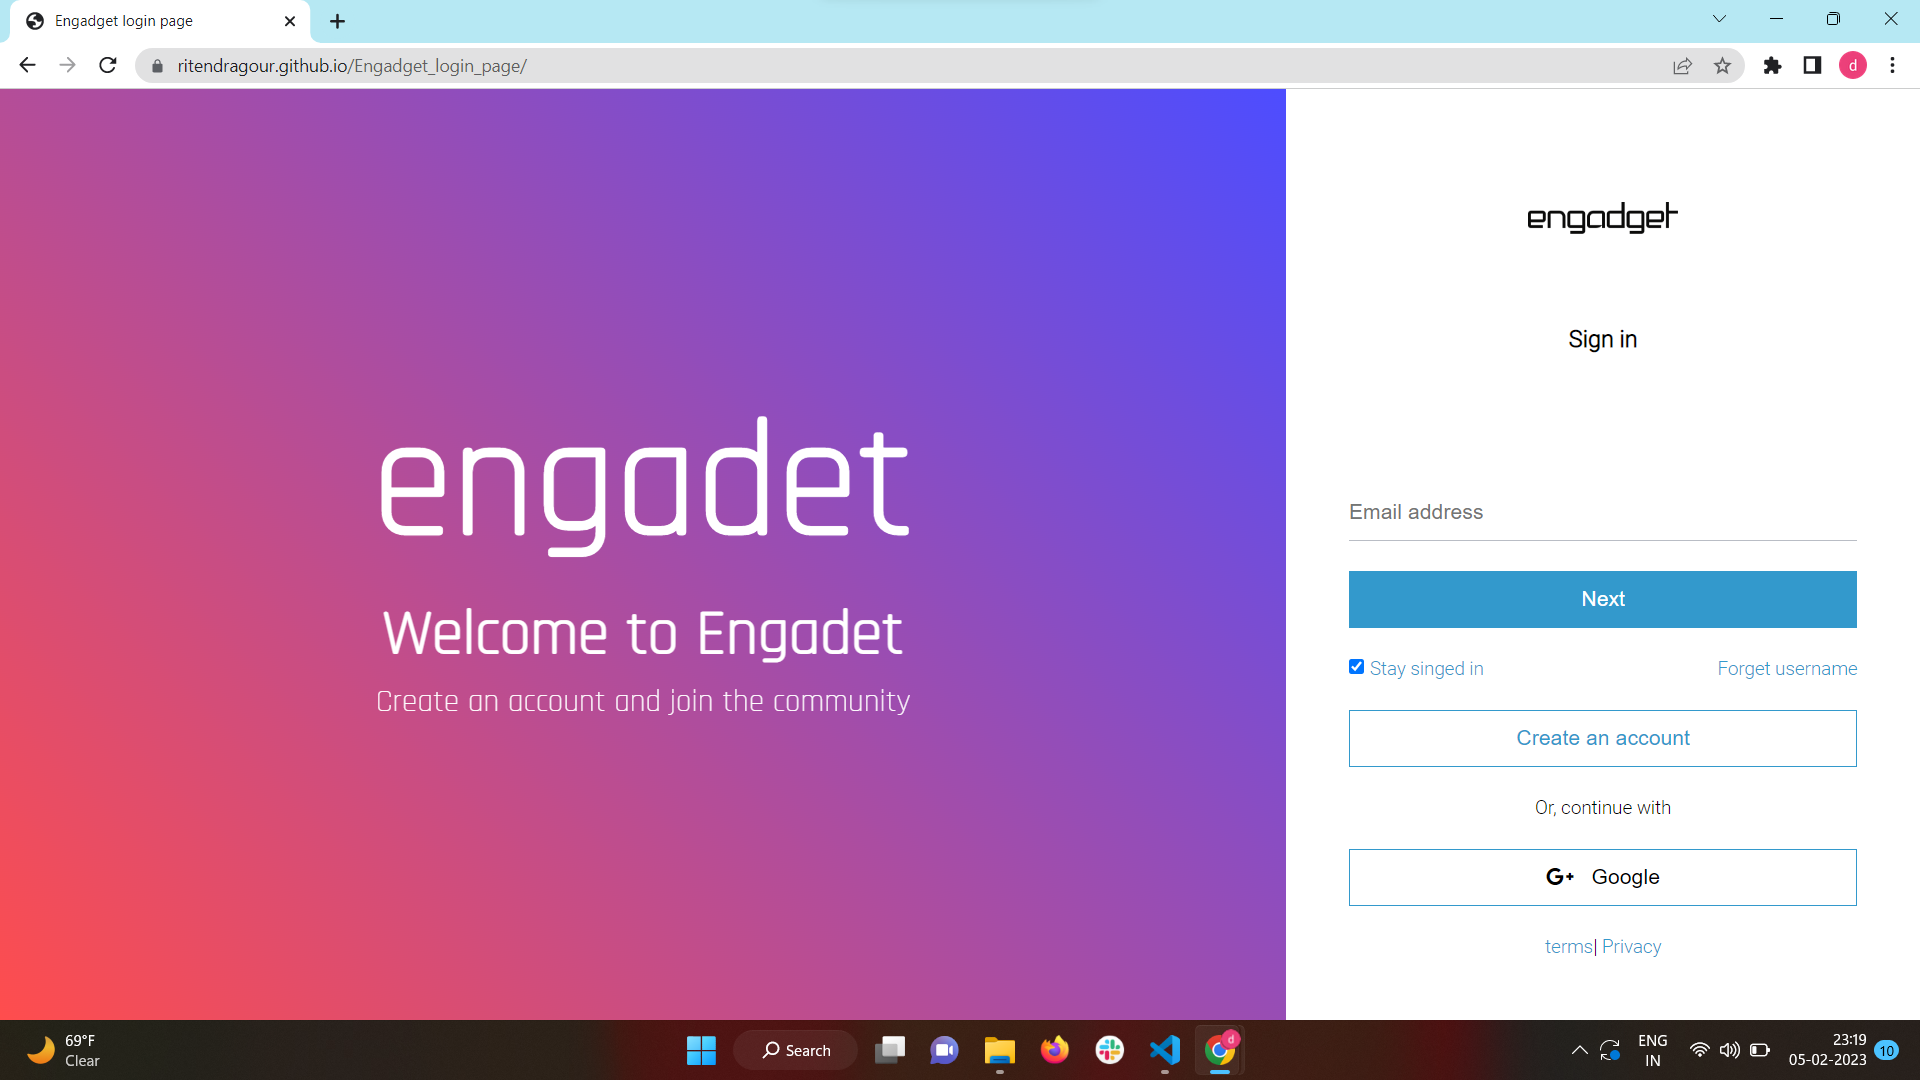 Engadget login page
ritendragour.github.io/Engadget_login_page/
d
engadet
Welcome to Engadet
Create an account and join the community
engadget
Sign in
Email address
Next
Stay singed in
Forget username
Create an account
Or, continue with
G+ Google
terms| Privacy
69°F
Clear
Search
d
ENG
IN
23:19
05-02-2023
10